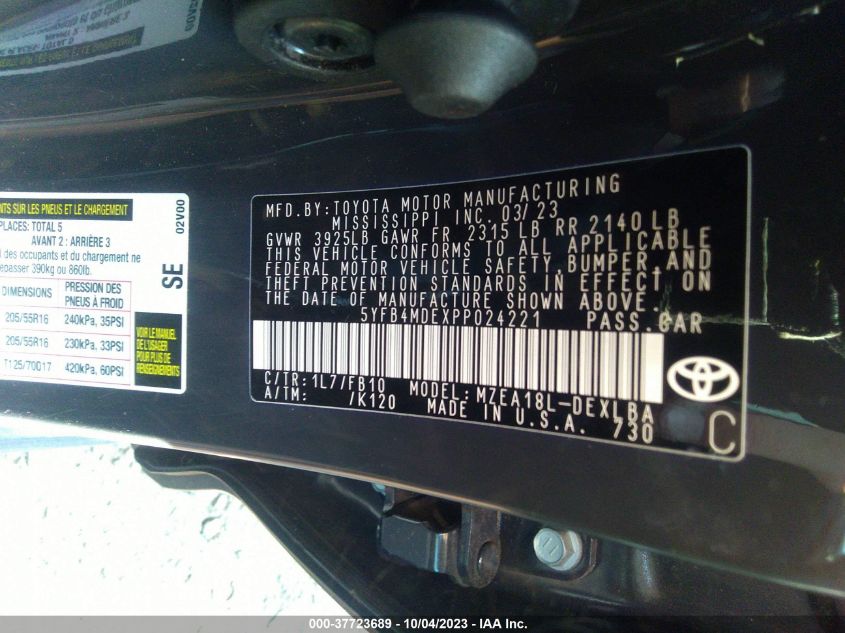 NTS SUR LES PNEUS ET LE CHARGEMENT
PLACES: TOTAL 5
AVANT 2 : ARRIÈRE 3
l des occupants et du chargement ne
épasser 390kg ou 860lb.
DIMENSIONS PRESSION DES PNEUS À FROID
205/55R16 240kPa, 35PSI
205/55R16 230kPa, 33PSI
T125/70D17 420kPa, 60PSI
VOIR LE MANUEL
DE L'USAGER
POUR PLUS DE
RENSEIGNEMENTS
02V00
SE
MFD. BY: TOYOTA MOTOR MANUFACTURING
MISSISSIPPI INC. 03/23
GVWR 3925LB GAWR FR 2315 LB RR 2140 LB
THIS VEHICLE CONFORMS TO ALL APPLICABLE
FEDERAL MOTOR VEHICLE SAFETY, BUMPER, AND
THEFT PREVENTION STANDARDS IN EFFECT ON
THE DATE OF MANUFACTURE SHOWN ABOVE.
5YFB4MDEXPP024221 PASS. CAR
C/TR: 1L7/FB10 MODEL: MZEA18L-DEXLBA
A/TM: /K120 MADE IN U.S.A. 730
C
000-37723689 - 10/04/2023 - IAA Inc.